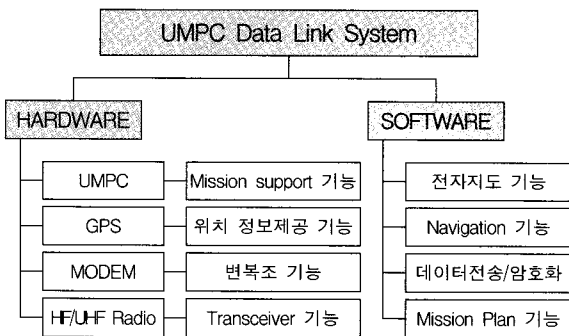 UMPC Data Link System
HARDWARE
SOFTWARE
UMPC
Mission support 기능
전자지도 기능
GPS
위치 정보제공 기능
Navigation 기능
MODEM
변복조 기능
데이터전송/암호화
HF/UHF Radio
Transceiver 기능
Mission Plan 기능